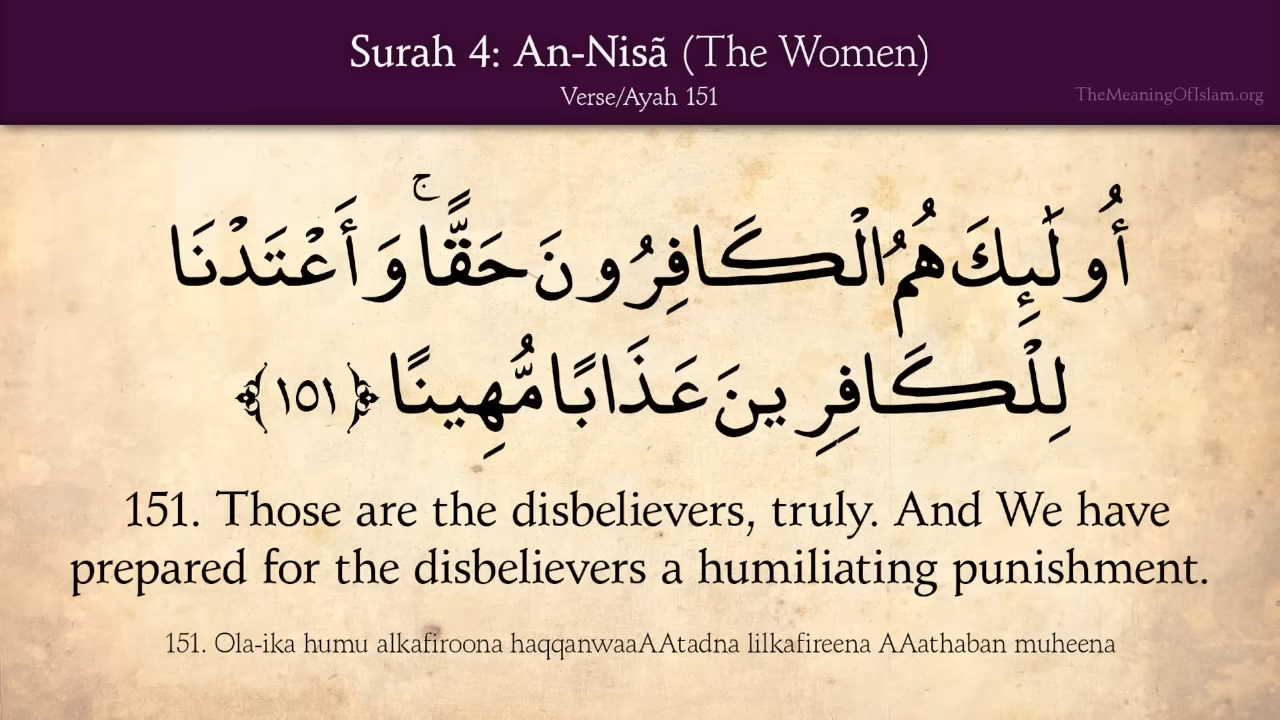 Surah 4: An-Nisã (The Women)
Verse/Ayah 151
TheMeaningOfIslam.org
أُولَٰئِكَ هُمُ الْكَافِرُونَ حَقًّا ۚ وَأَعْتَدْنَا
لِلْكَافِرِينَ عَذَابًا مُّهِينًا ﴿١٥١﴾
151. Those are the disbelievers, truly. And We have
prepared for the disbelievers a humiliating punishment.
151. Ola-ika humu alkafiroona haqqanwaaAAtadna lilkafireena AAathaban muheena